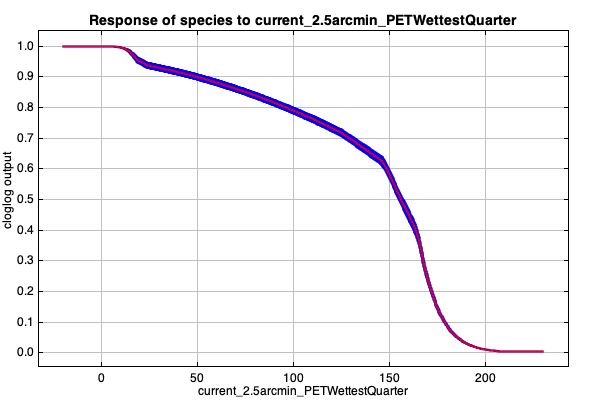 Response of species to current_2.5arcmin_PETWettestQuarter
1.0
0.9
0.8
0.7
0.6
0.5
0.4
0.3
0.2
0.1
0.0
cloglog output
0 50 100 150 200
current_2.5arcmin_PETWettestQuarter